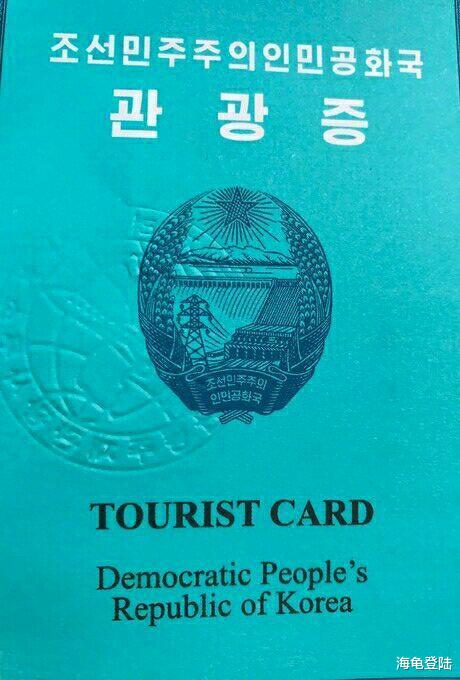 조선민주주의인민공화국
관 광 증
조선민주주의
인민공화국
TOURIST CARD
Democratic People's
Republic of Korea
海龟登陆